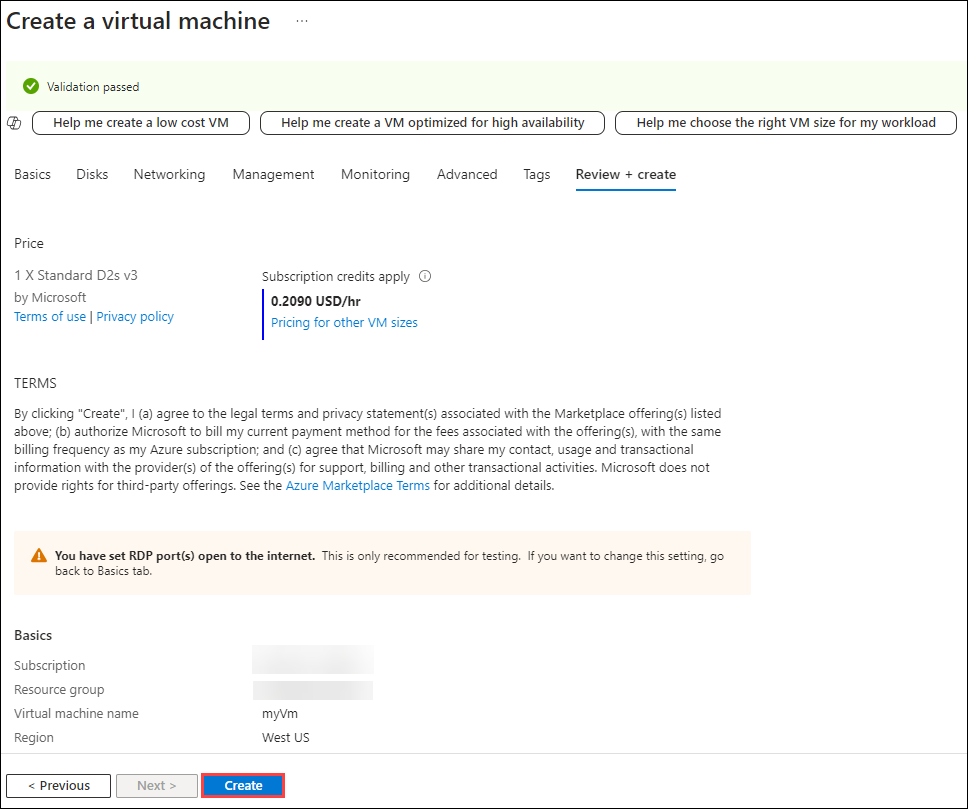 Create a virtual machine ...
Validation passed
Help me create a low cost VM Help me create a VM optimized for high availability Help me choose the right VM size for my workload
Basics Disks Networking Management Monitoring Advanced Tags Review + create
Price
1 X Standard D2s v3 Subscription credits apply
by Microsoft 0.2090 USD/hr
Terms of use | Privacy policy Pricing for other VM sizes
TERMS
By clicking "Create", I (a) agree to the legal terms and privacy statement(s) associated with the Marketplace offering(s) listed
above; (b) authorize Microsoft to bill my current payment method for the fees associated with the offering(s), with the same
billing frequency as my Azure subscription; and (c) agree that Microsoft may share my contact, usage and transactional
information with the provider(s) of the offering(s) for support, billing and other transactional activities. Microsoft does not
provide rights for third-party offerings. See the Azure Marketplace Terms for additional details.
You have set RDP port(s) open to the internet. This is only recommended for testing. If you want to change this setting, go
back to Basics tab.
Basics
Subscription
Resource group
Virtual machine name myVm
Region West US
< Previous Next > Create